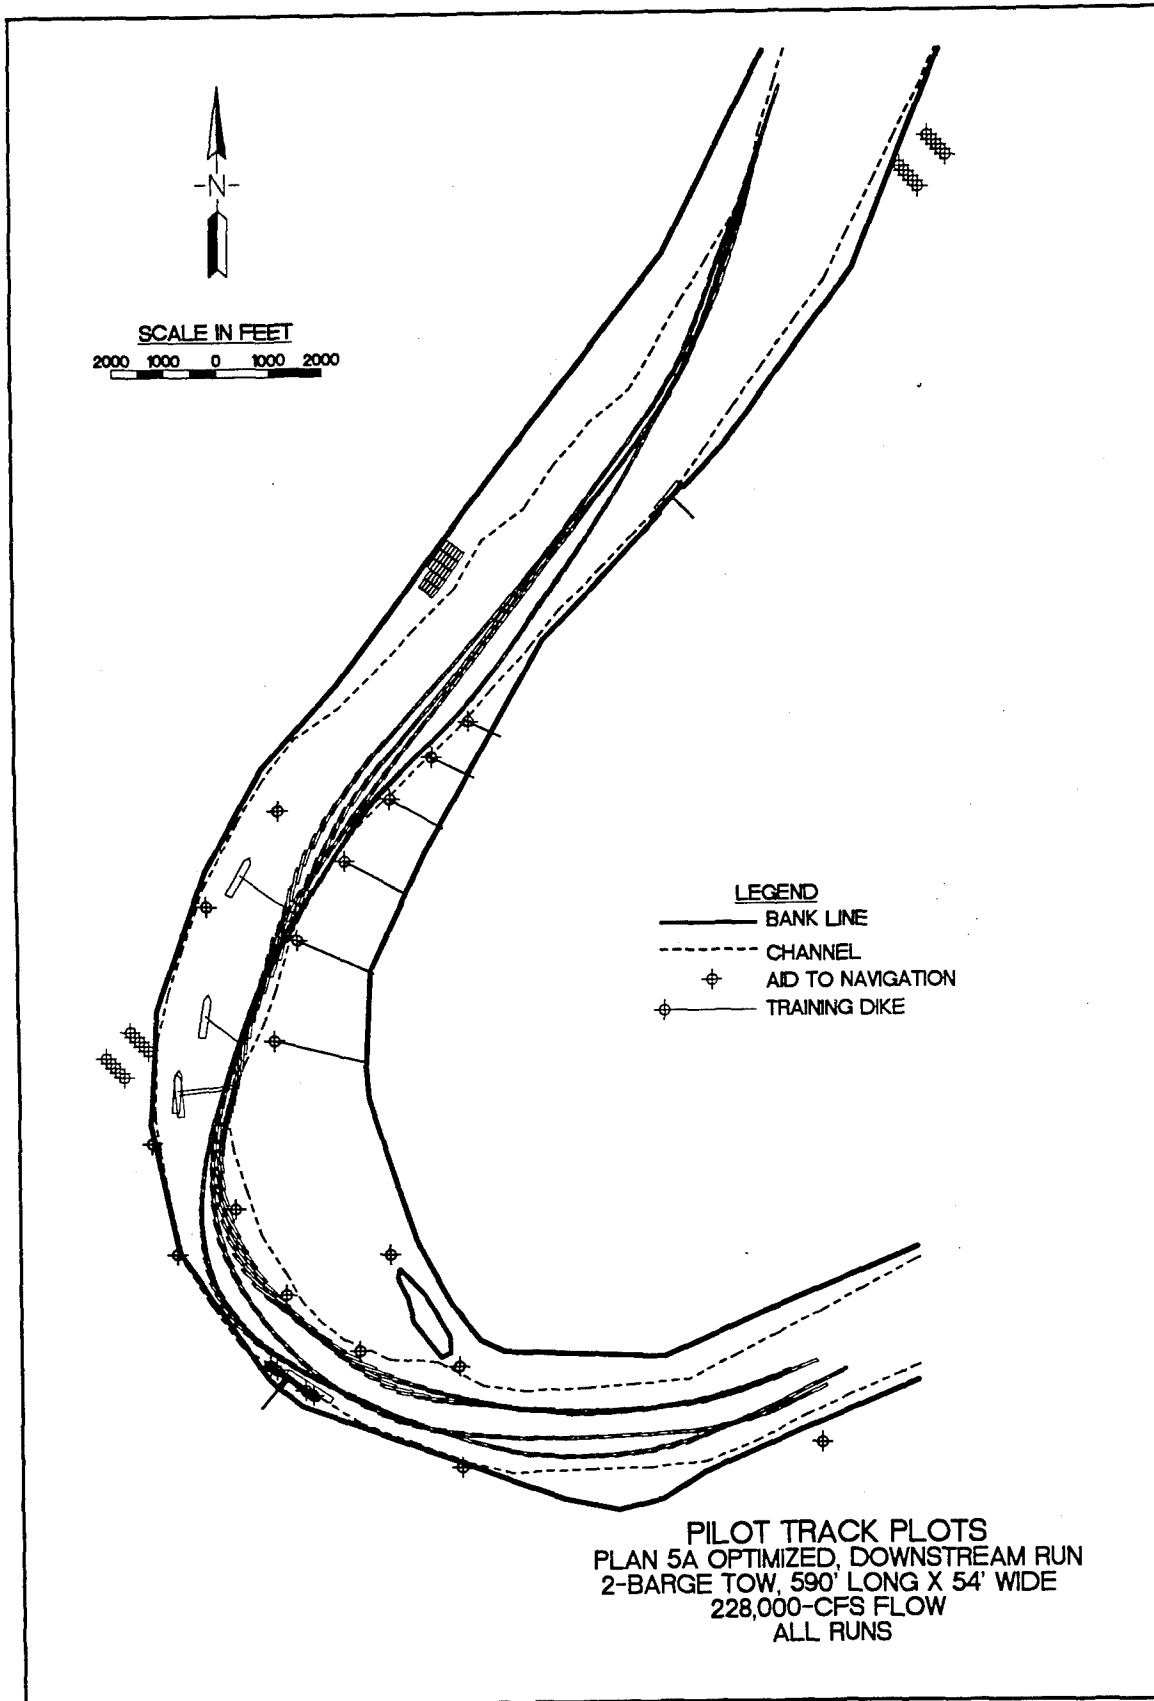 -N-
SCALE IN FEET
2000 1000 0 1000 2000
LEGEND
BANK LINE
CHANNEL
AID TO NAVIGATION
TRAINING DIKE
PILOT TRACK PLOTS
PLAN 5A OPTIMIZED, DOWNSTREAM RUN
2-BARGE TOW, 590' LONG X 54' WIDE
228,000-CFS FLOW
ALL RUNS